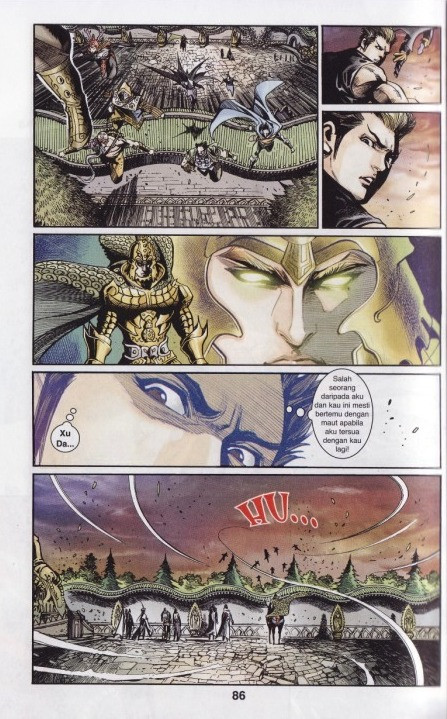 Xu
Da...
Salah
seorang
daripada aku
dan kau ini mesti
bertemu dengan
maut apabila
aku tersua
dengan kau
lagi!
HU...
86